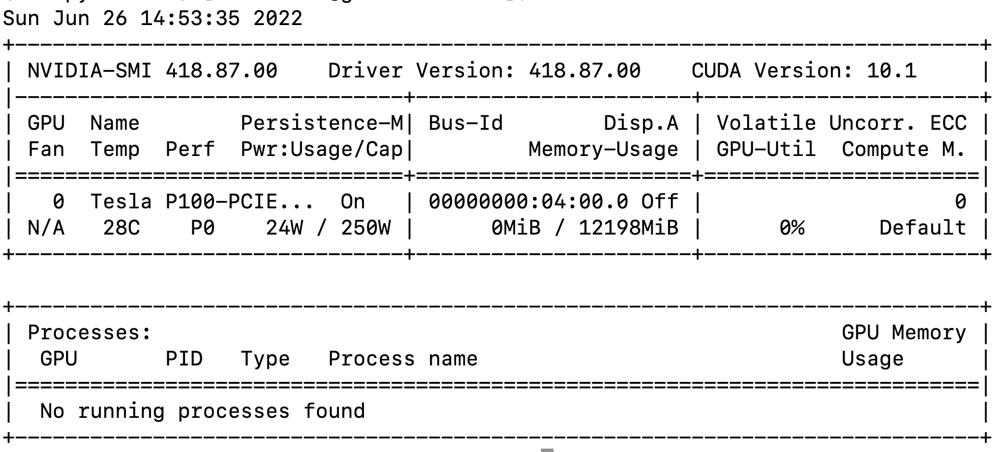 Sun Jun 26 14:53:35 2022
+-----------------------------------------------------------------------------+
| NVIDIA-SMI 418.87.00    Driver Version: 418.87.00    CUDA Version: 10.1     |
|-------------------------------+----------------------+----------------------+
| GPU  Name        Persistence-M| Bus-Id        Disp.A | Volatile Uncorr. ECC |
| Fan  Temp  Perf  Pwr:Usage/Cap|         Memory-Usage | GPU-Util  Compute M. |
|===============================+======================+======================|
|   0  Tesla P100-PCIE...  On   | 00000000:04:00.0 Off |                    0 |
| N/A   28C    P0    24W / 250W |      0MiB / 12198MiB |      0%      Default |
+-------------------------------+----------------------+----------------------+

+-----------------------------------------------------------------------------+
| Processes:                                                       GPU Memory |
|  GPU       PID   Type   Process name                             Usage      |
|=============================================================================|
|  No running processes found                                                 |
+-----------------------------------------------------------------------------+